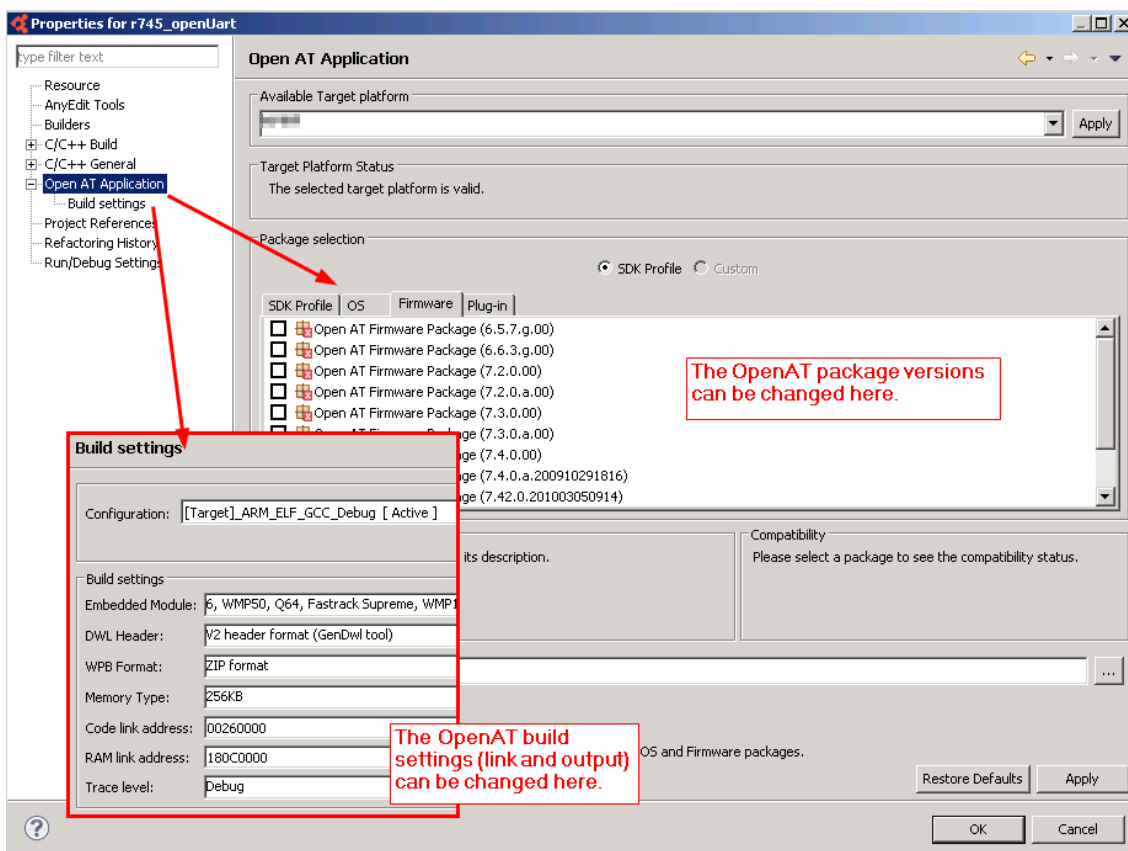 Properties for r745_openUart
type filter text
Resource
AnyEdit Tools
Builders
C/C++ Build
C/C++ General
Open AT Application
Build settings
Project References
Refactoring History
Run/Debug Settings
Open AT Application
Available Target platform
Apply
Target Platform Status
The selected target platform is valid.
Package selection
SDK Profile Custom
SDK Profile OS Firmware Plug-in
Open AT Firmware Package (6.5.7.g.00)
Open AT Firmware Package (6.6.3.g.00)
Open AT Firmware Package (7.2.0.00)
Open AT Firmware Package (7.2.0.a.00)
Open AT Firmware Package (7.3.0.00)
(7.3.0.a.00)
(7.4.0.00)
(7.4.0.a.200910291816)
(7.42.0.201003050914)
The OpenAT package versions
can be changed here.
its description.
Compatibility
Please select a package to see the compatibility status.
...
OS and Firmware packages.
Restore Defaults Apply
OK Cancel
Build settings
Configuration: [Target]_ARM_ELF_GCC_Debug [ Active ]
Build settings
Embedded Module: 6, WMP50, Q64, Fastrack Supreme, WMP1
DWL Header: V2 header format (GenDwl tool)
WPB Format: ZIP format
Memory Type: 256KB
Code link address: 00260000
RAM link address: 180C0000
Trace level: Debug
The OpenAT build
settings (link and output)
can be changed here.